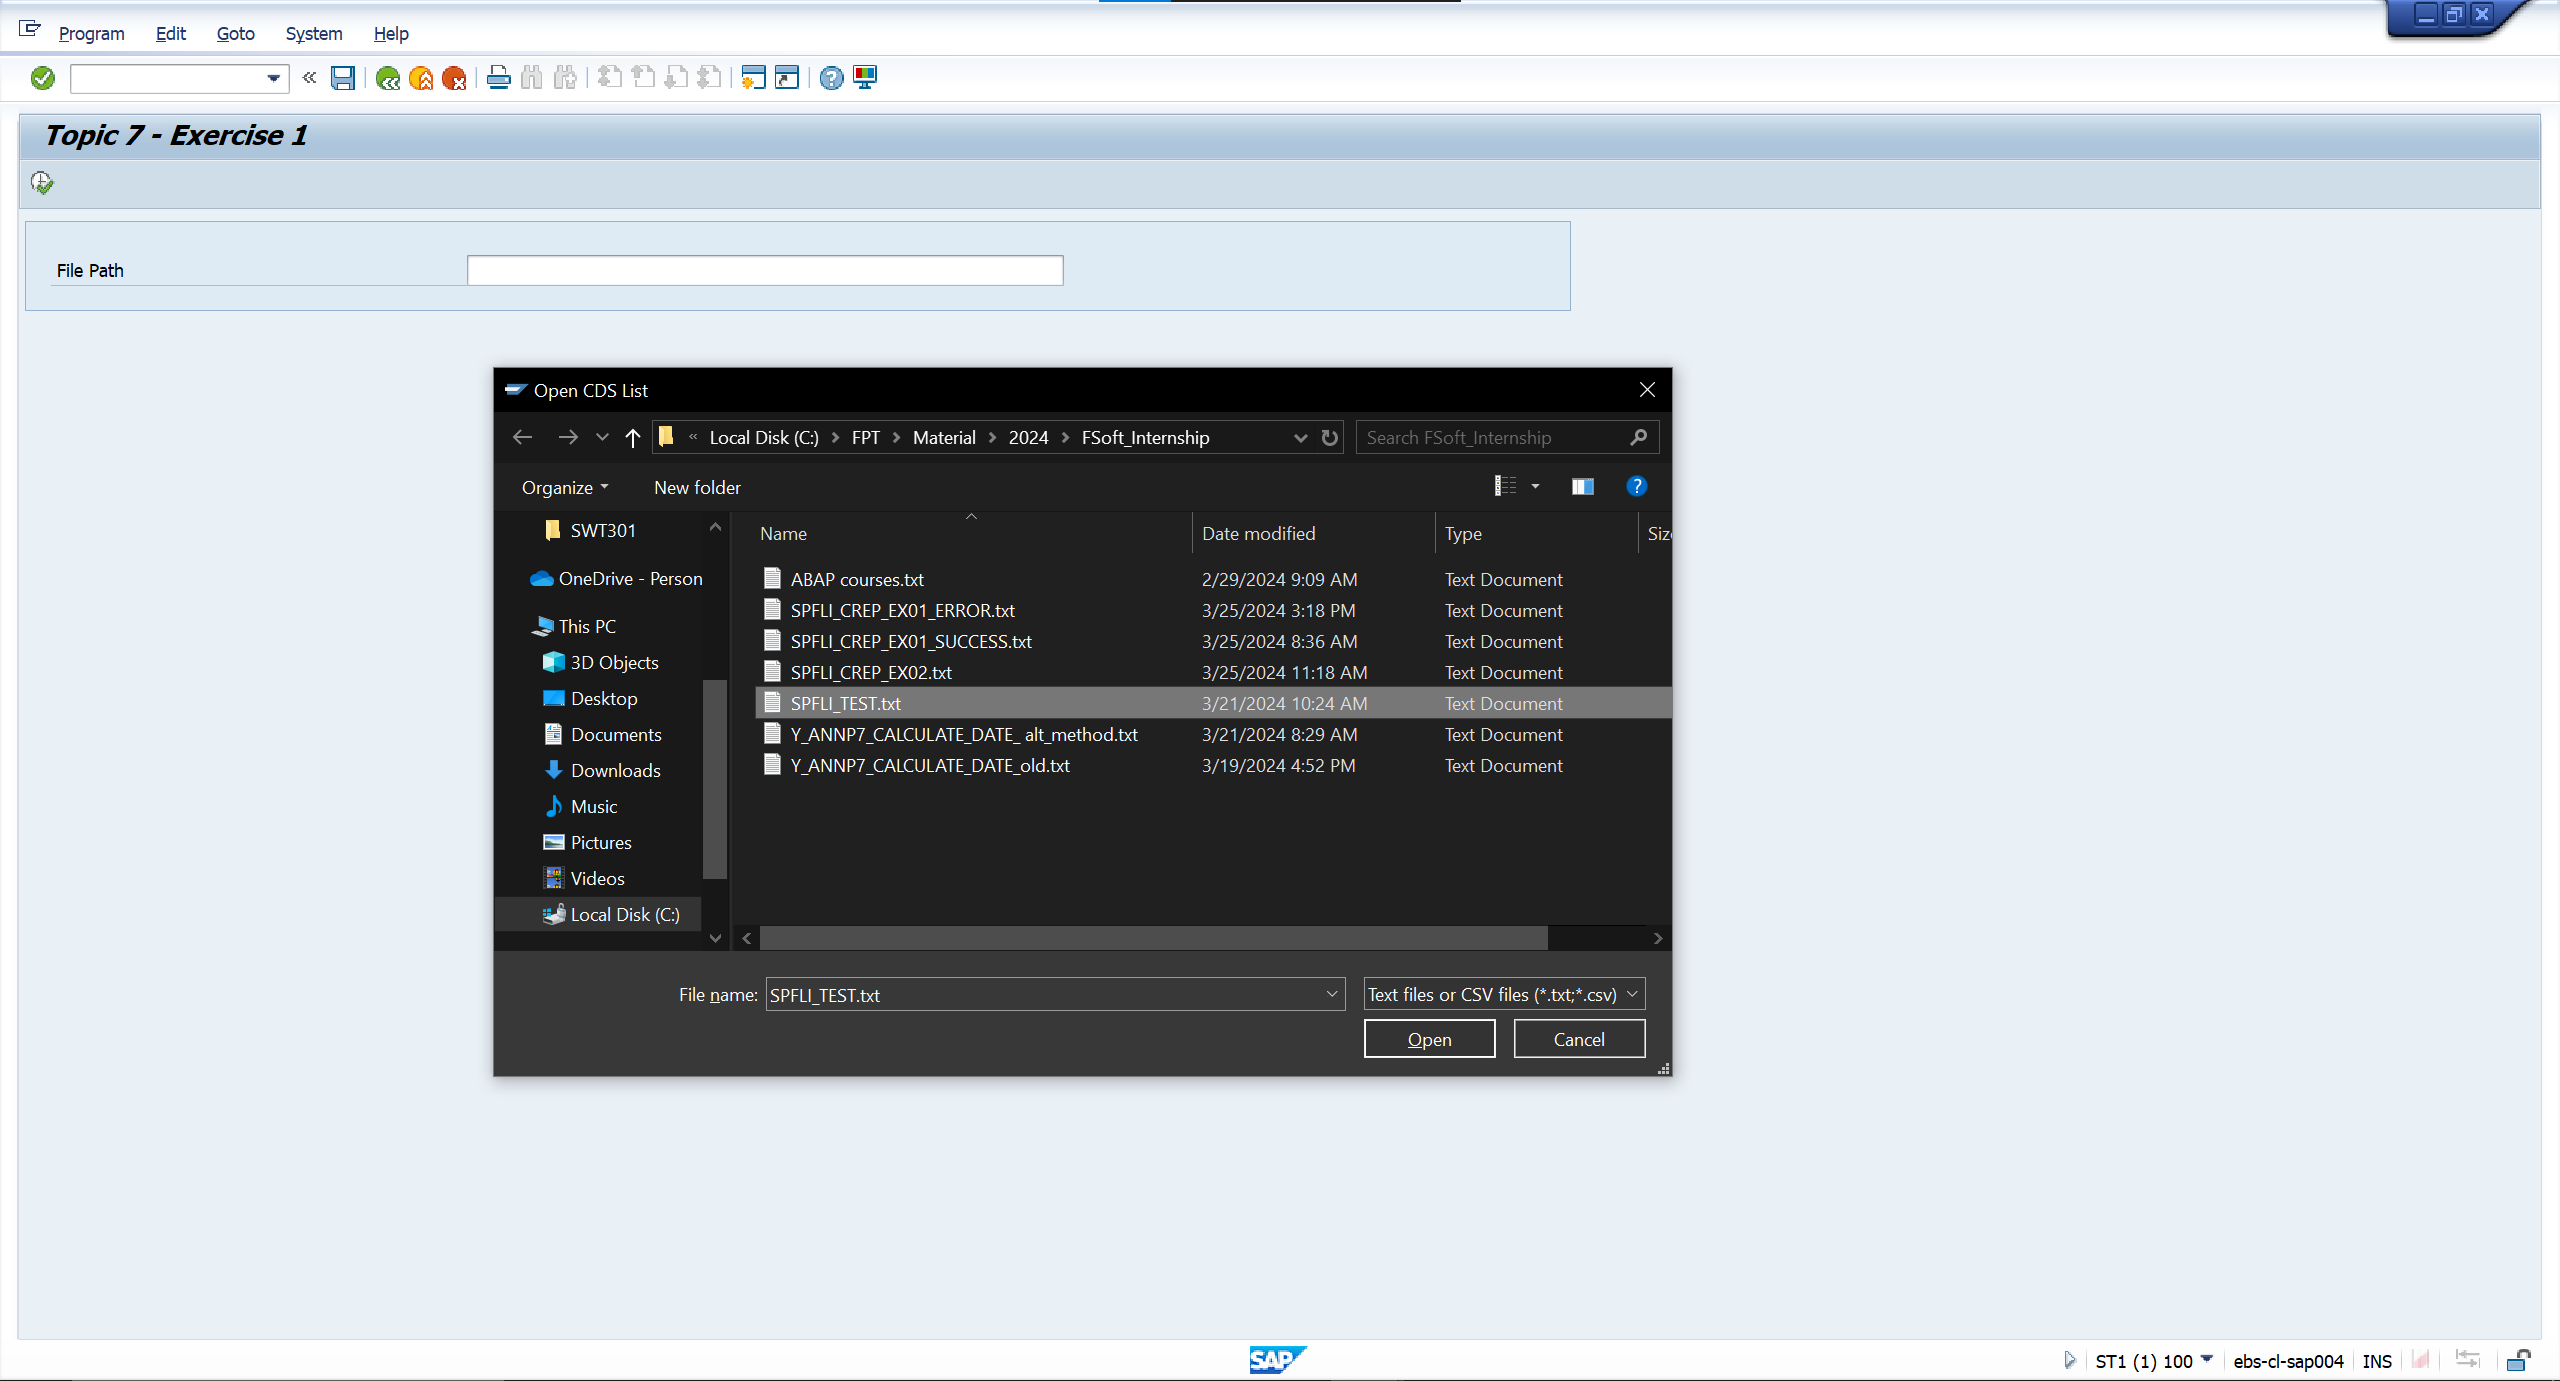 Program Edit Goto System Help
Topic 7 - Exercise 1
File Path
Open CDS List
« Local Disk (C:) FPT Material 2024 FSoft_Internship Search FSoft_Internship
Organize New folder
SWT301
OneDrive - Person
This PC
3D Objects
Desktop
Documents
Downloads
Music
Pictures
Videos
Local Disk (C:)
Name Date modified Type Siz
ABAP courses.txt 2/29/2024 9:09 AM Text Document
SPFLI_CREP_EX01_ERROR.txt 3/25/2024 3:18 PM Text Document
SPFLI_CREP_EX01_SUCCESS.txt 3/25/2024 8:36 AM Text Document
SPFLI_CREP_EX02.txt 3/25/2024 11:18 AM Text Document
SPFLI_TEST.txt 3/21/2024 10:24 AM Text Document
Y_ANNP7_CALCULATE_DATE_ alt_method.txt 3/21/2024 8:29 AM Text Document
Y_ANNP7_CALCULATE_DATE_old.txt 3/19/2024 4:52 PM Text Document
File name: SPFLI_TEST.txt Text files or CSV files (*.txt;*.csv)
Open Cancel
SAP ST1 (1) 100 ebs-cl-sap004 INS